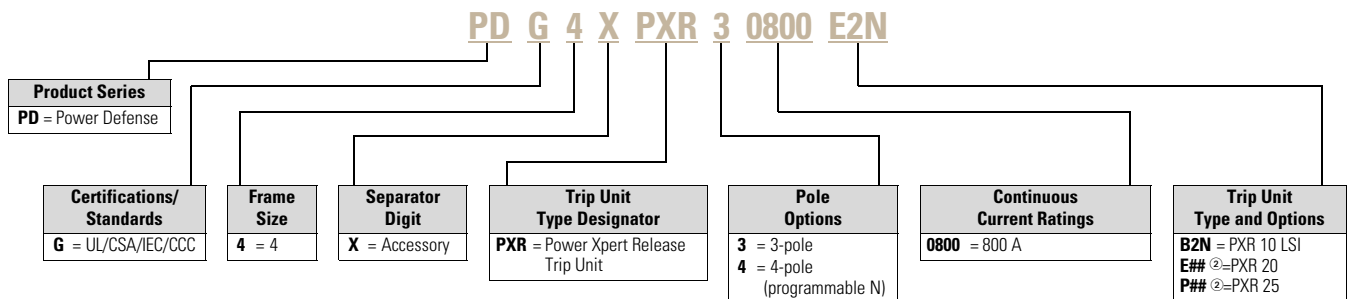 PD G 4 X PXR 3 0800 E2N
Product Series
PD = Power Defense
Certifications/
Standards
G = UL/CSA/IEC/CCC
Frame
Size
4 = 4
Separator
Digit
X = Accessory
Trip Unit
Type Designator
PXR = Power Xpert Release
Trip Unit
Pole
Options
3 = 3-pole
4 = 4-pole
(programmable N)
Continuous
Current Ratings
0800 = 800 A
Trip Unit
Type and Options
B2N = PXR 10 LSI
E## ②=PXR 20
P## ②=PXR 25